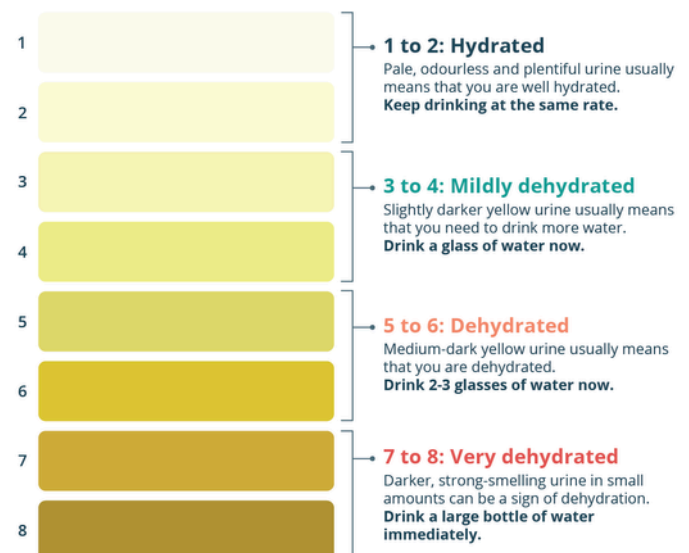 1
1 to 2: Hydrated
Pale, odourless and plentiful urine usually
means that you are well hydrated.
Keep drinking at the same rate.
2
3
3 to 4: Mildly dehydrated
Slightly darker yellow urine usually means
that you need to drink more water.
Drink a glass of water now.
4
5
5 to 6: Dehydrated
Medium-dark yellow urine usually means
that you are dehydrated.
Drink 2-3 glasses of water now.
6
7
7 to 8: Very dehydrated
Darker, strong-smelling urine in small
amounts can be a sign of dehydration.
Drink a large bottle of water
immediately.
8